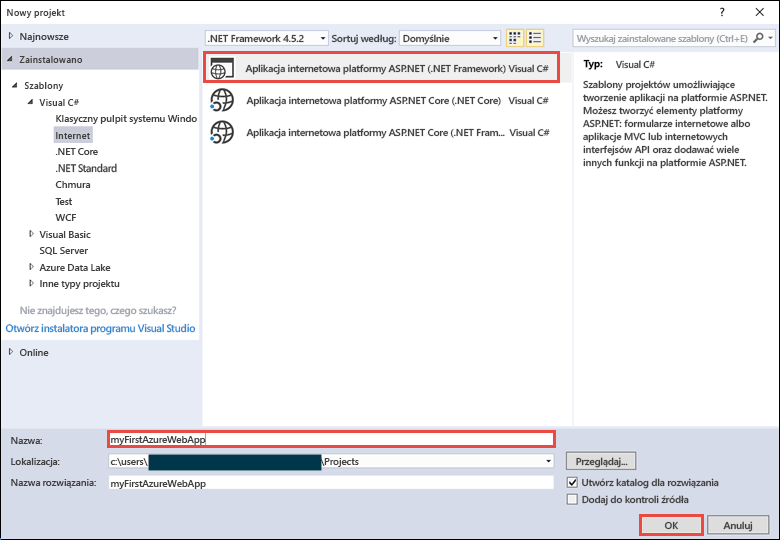 Nowy projekt
Najnowsze
Zainstalowano
Szablony
Visual C#
Klasyczny pulpit systemu Windo
Internet
.NET Core
.NET Standard
Chmura
Test
WCF
Visual Basic
SQL Server
Azure Data Lake
Inne typy projektu
Nie znajdujesz tego, czego szukasz?
Otwórz instalatora programu Visual Studio
Online
.NET Framework 4.5.2 Sortuj według: Domyślnie
Aplikacja internetowa platformy ASP.NET (.NET Framework) Visual C#
Aplikacja internetowa platformy ASP.NET Core (.NET Core) Visual C#
Aplikacja internetowa platformy ASP.NET Core (.NET Fram... Visual C#
Wyszukaj zainstalowane szablony (Ctrl+E)
Typ: Visual C#
Szablony projektów umożliwiające
tworzenie aplikacji na platformie ASP.NET.
Możesz tworzyć elementy platformy
ASP.NET: formularze internetowe albo
aplikacje MVC lub internetowych
interfejsów API oraz dodawać wiele
innych funkcji na platformie ASP.NET.
Nazwa: myFirstAzureWebApp
Lokalizacja: c:\users\ \Projects
Przeglądaj...
Nazwa rozwiązania: myFirstAzureWebApp
Utwórz katalog dla rozwiązania
Dodaj do kontroli źródła
OK Anuluj